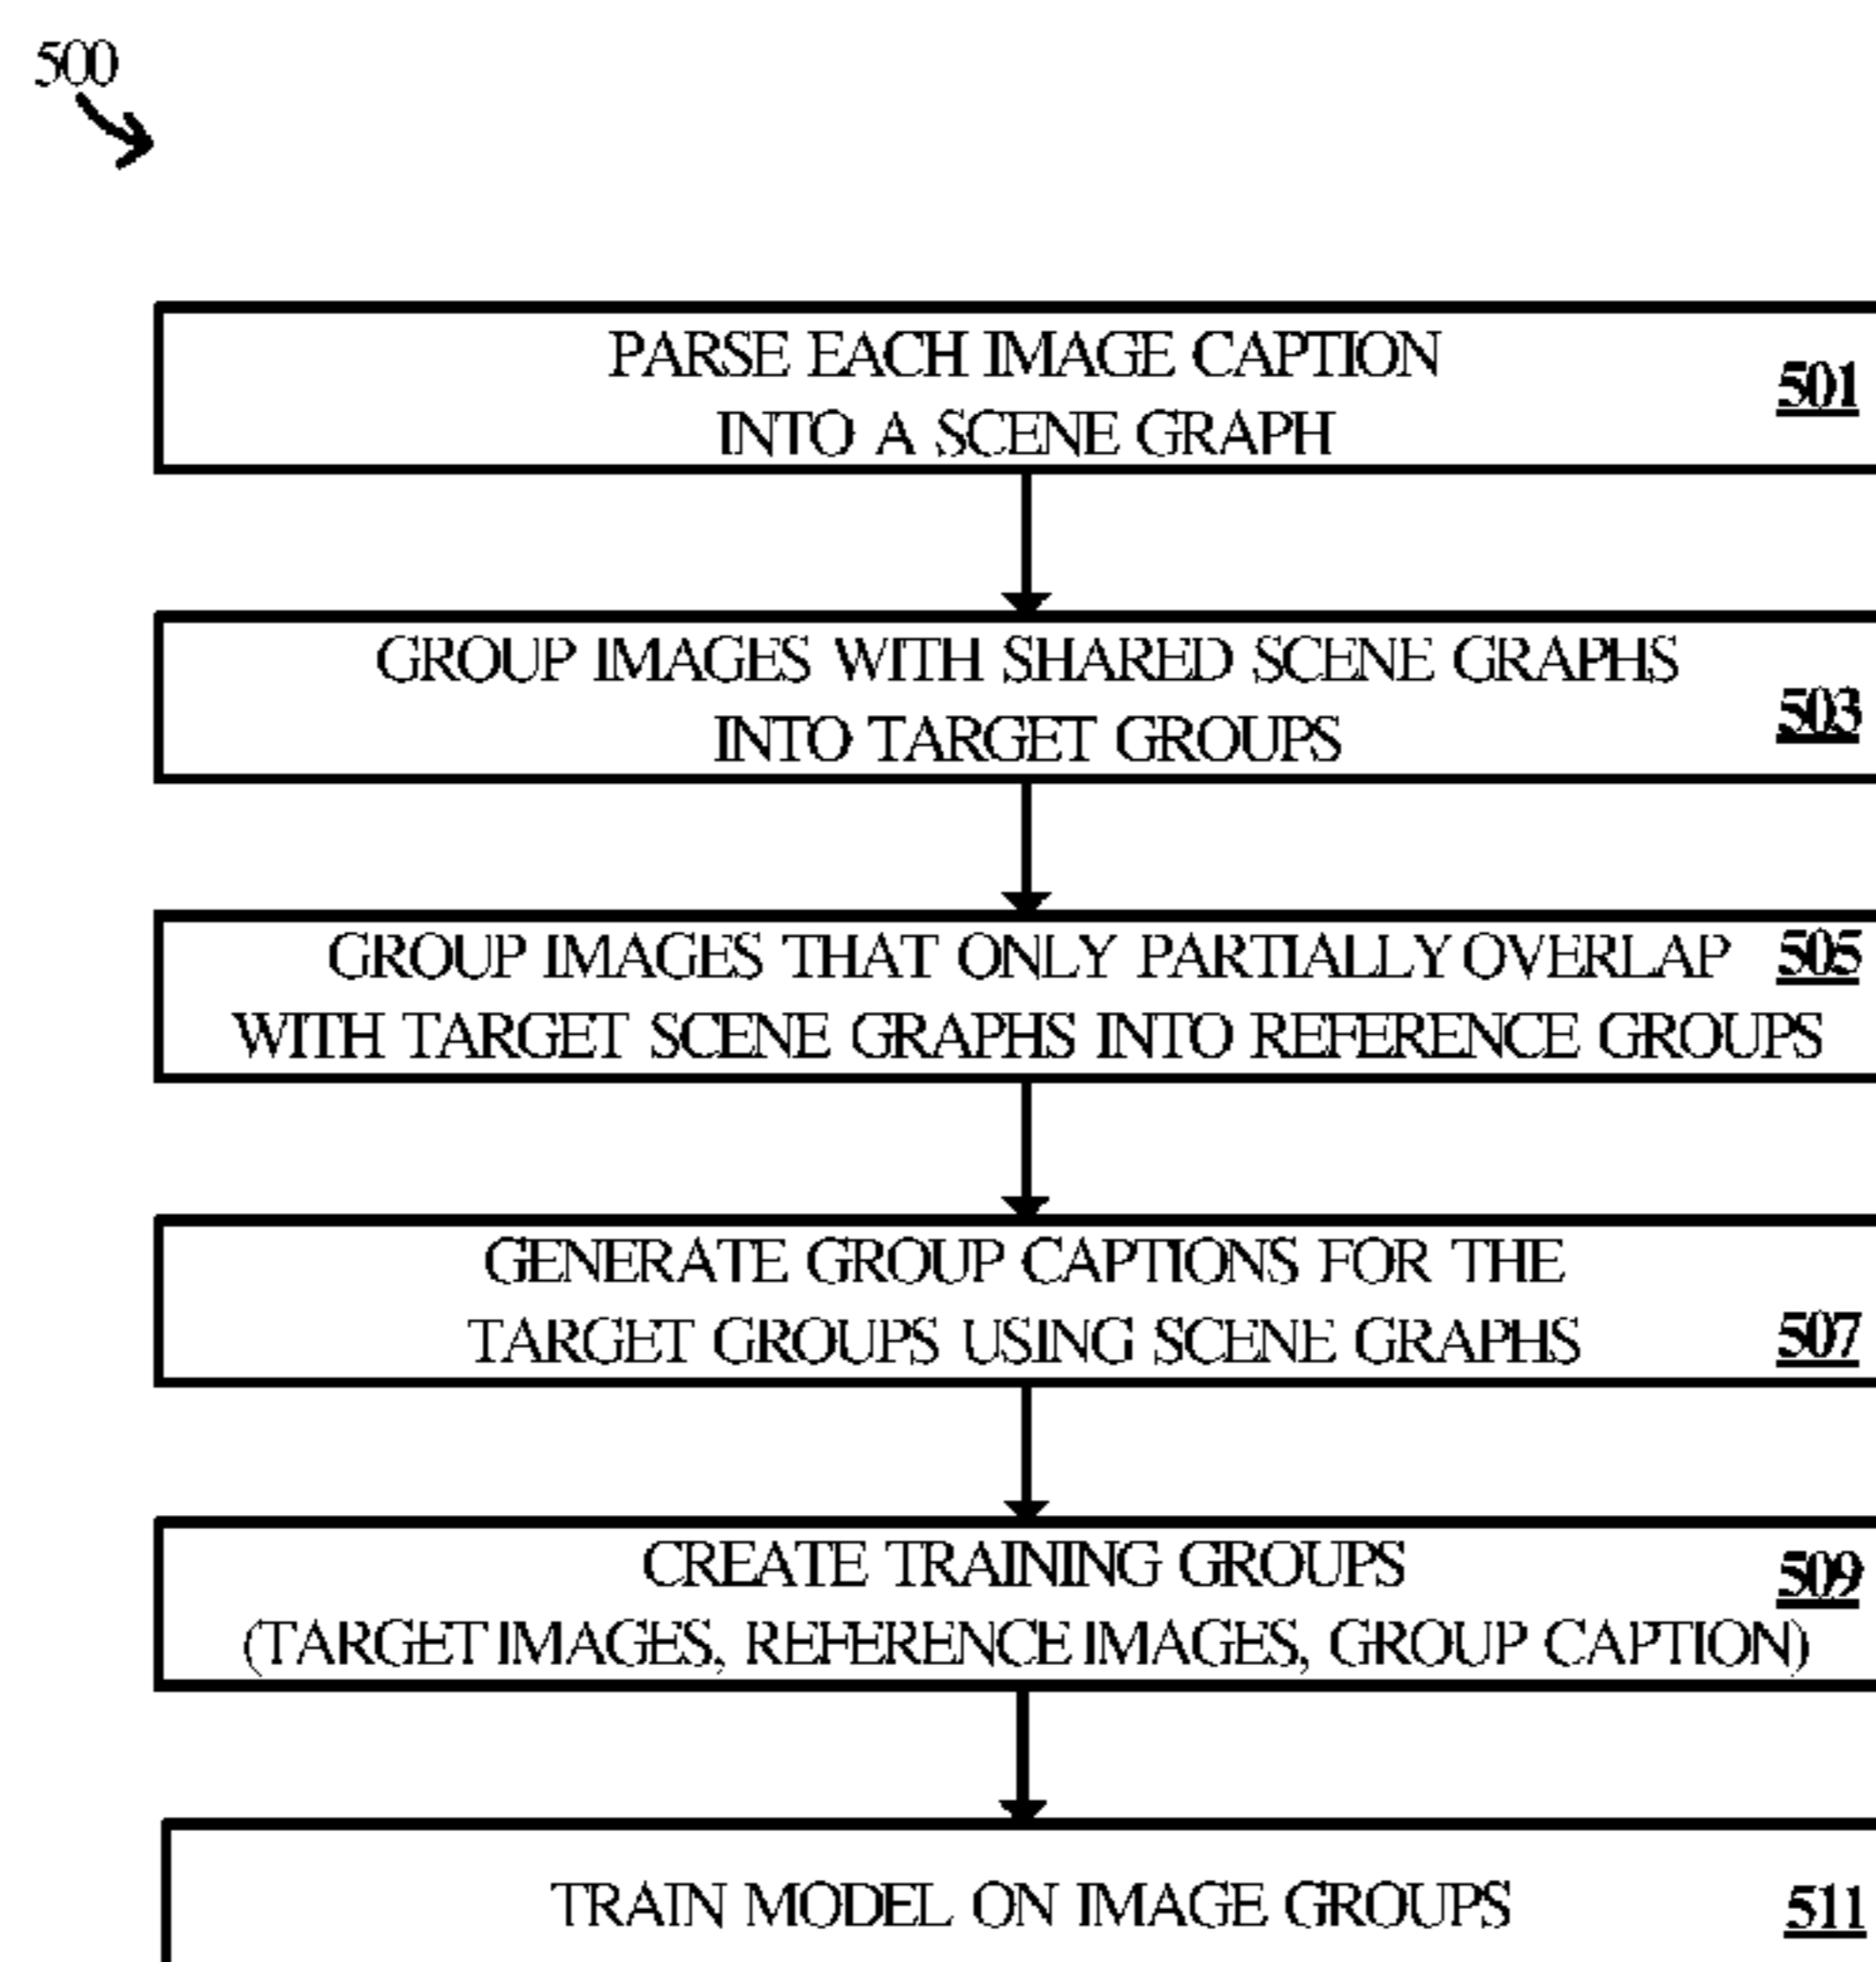 500
PARSE EACH IMAGE CAPTION
INTO A SCENE GRAPH
501
GROUP IMAGES WITH SHARED SCENE GRAPHS
INTO TARGET GROUPS
503
GROUP IMAGES THAT ONLY PARTIALLY OVERLAP
WITH TARGET SCENE GRAPHS INTO REFERENCE GROUPS
505
GENERATE GROUP CAPTIONS FOR THE
TARGET GROUPS USING SCENE GRAPHS
507
CREATE TRAINING GROUPS
(TARGET IMAGES, REFERENCE IMAGES, GROUP CAPTION)
509
TRAIN MODEL ON IMAGE GROUPS
511